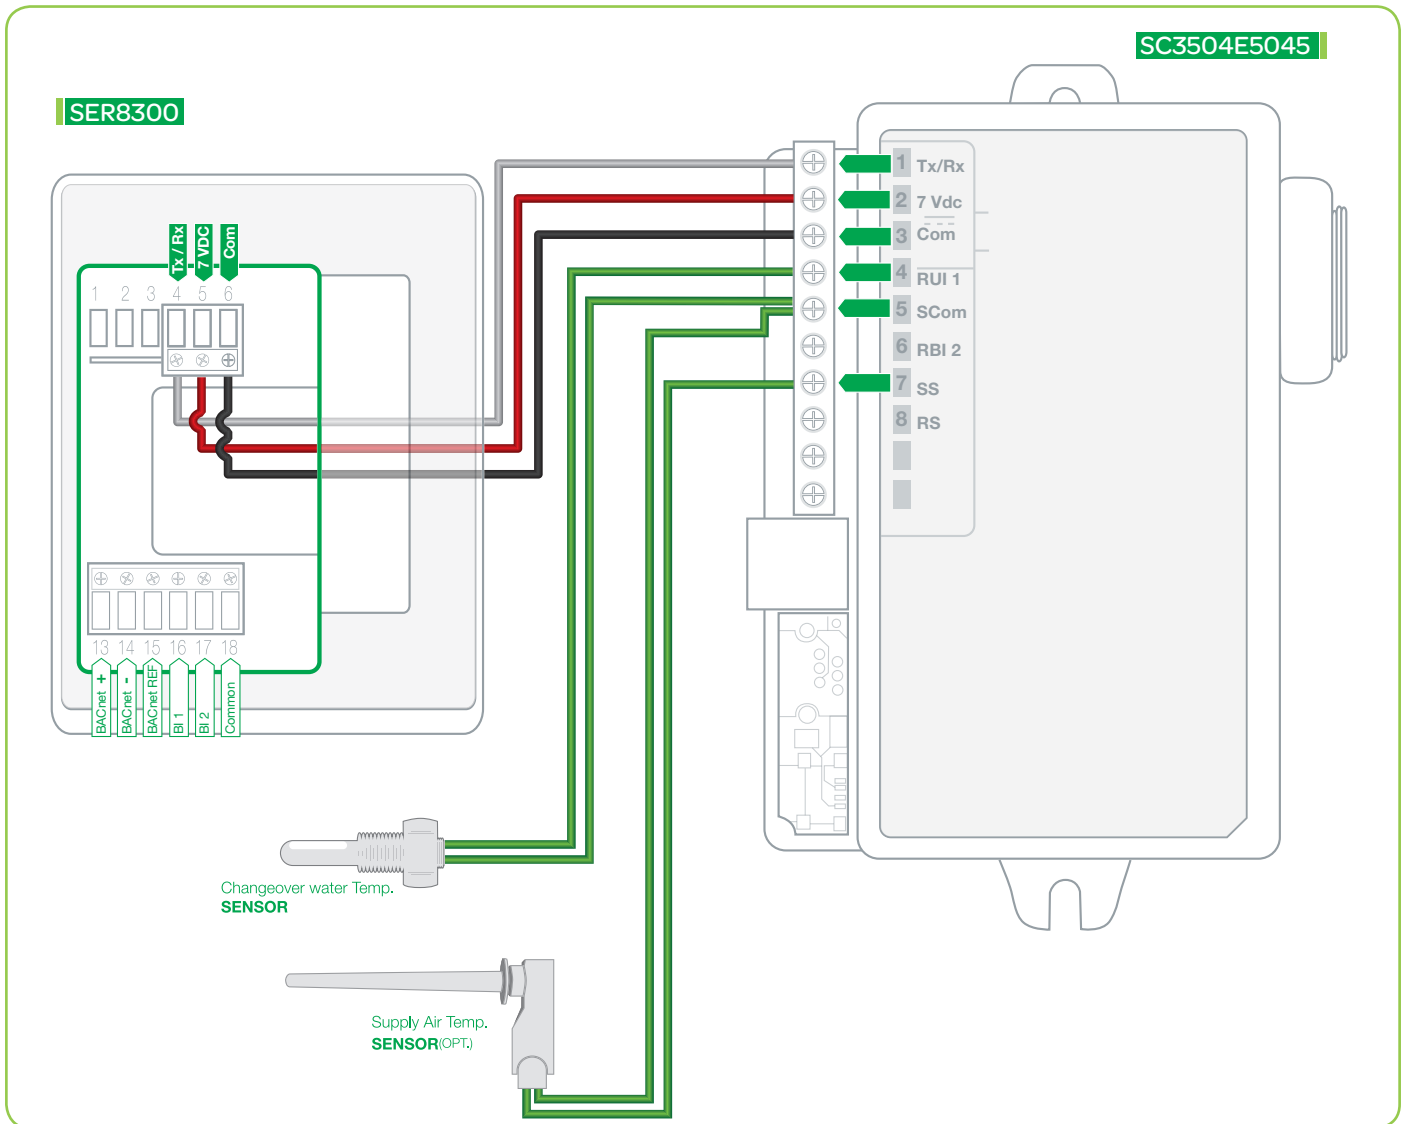 SC3504E5045
SER8300
1 Tx/Rx
2 7 Vdc
3 Com
4 RUI 1
5 SCom
6 RBI 2
7 SS
8 RS
Tx / Rx
7 VDC
Com
1 2 3 4 5 6
13 14 15 16 17 18
BACnet +
BACnet -
BACnet REF
BI 1
BI 2
Common
Changeover water Temp.
SENSOR
Supply Air Temp.
SENSOR(OPT.)